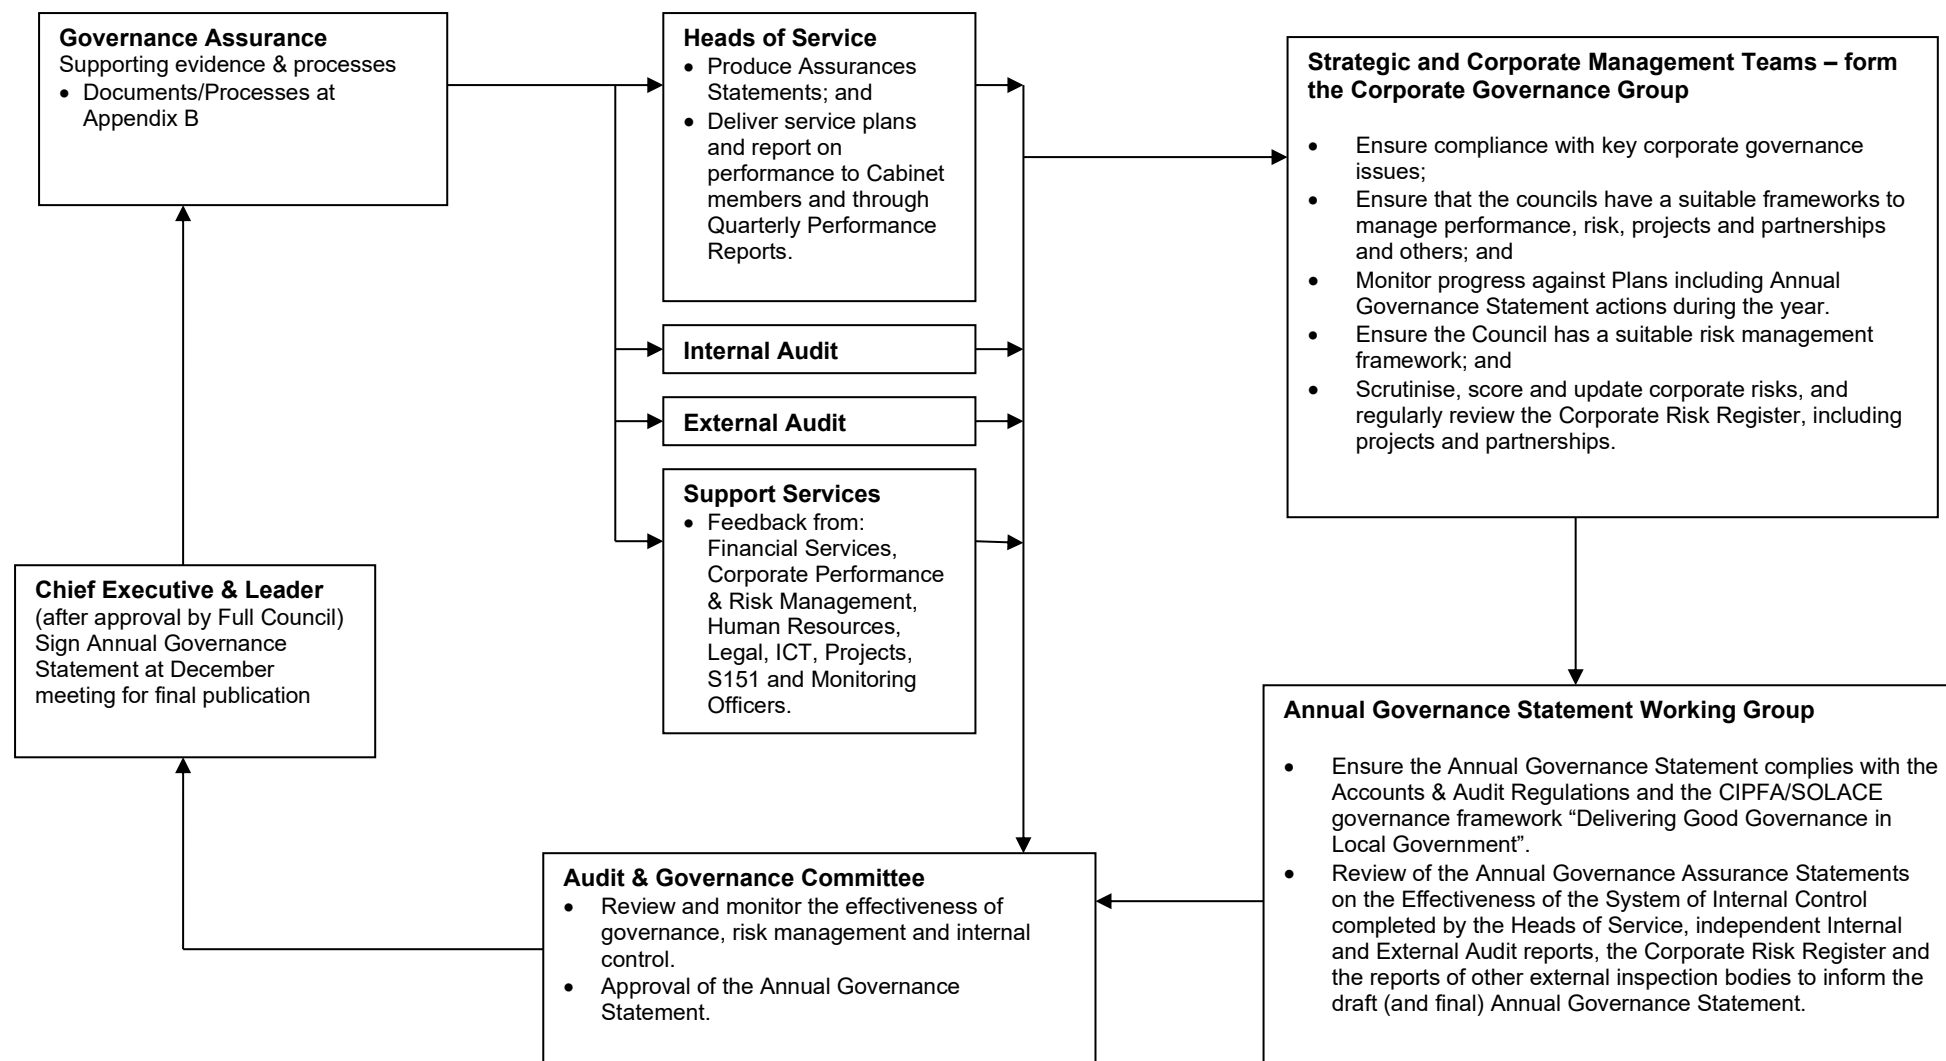 Governance Assurance
Supporting evidence & processes
• Documents/Processes at
Appendix B
Heads of Service
• Produce Assurances
Statements; and
• Deliver service plans
and report on
performance to Cabinet
members and through
Quarterly Performance
Reports.
Internal Audit
External Audit
Support Services
• Feedback from:
Financial Services,
Corporate Performance
& Risk Management,
Human Resources,
Legal, ICT, Projects,
S151 and Monitoring
Officers.
Strategic and Corporate Management Teams – form
the Corporate Governance Group
• Ensure compliance with key corporate governance
issues;
• Ensure that the councils have a suitable frameworks to
manage performance, risk, projects and partnerships
and others; and
• Monitor progress against Plans including Annual
Governance Statement actions during the year.
• Ensure the Council has a suitable risk management
framework; and
• Scrutinise, score and update corporate risks, and
regularly review the Corporate Risk Register, including
projects and partnerships.
Annual Governance Statement Working Group
• Ensure the Annual Governance Statement complies with the
Accounts & Audit Regulations and the CIPFA/SOLACE
governance framework “Delivering Good Governance in
Local Government”.
• Review of the Annual Governance Assurance Statements
on the Effectiveness of the System of Internal Control
completed by the Heads of Service, independent Internal
and External Audit reports, the Corporate Risk Register and
the reports of other external inspection bodies to inform the
draft (and final) Annual Governance Statement.
Audit & Governance Committee
• Review and monitor the effectiveness of
governance, risk management and internal
control.
• Approval of the Annual Governance
Statement.
Chief Executive & Leader
(after approval by Full Council)
Sign Annual Governance
Statement at December
meeting for final publication